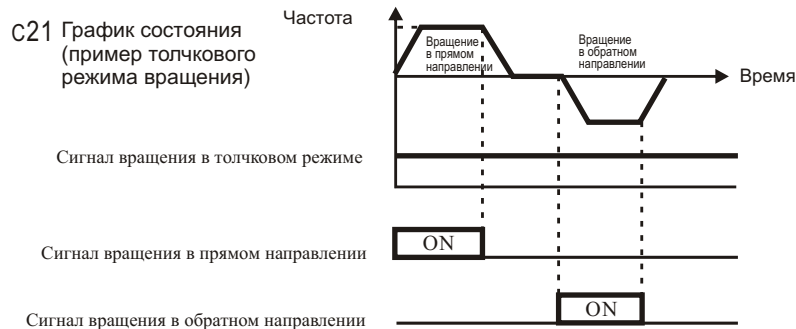 Частота
C21 График состояния
(пример толчкового
режима вращения)
Вращение
в прямом
направлении
Вращение
в обратном
направлении
Время
Сигнал вращения в толчковом режиме
Сигнал вращения в прямом направлении
ON
Сигнал вращения в обратном направлении
ON